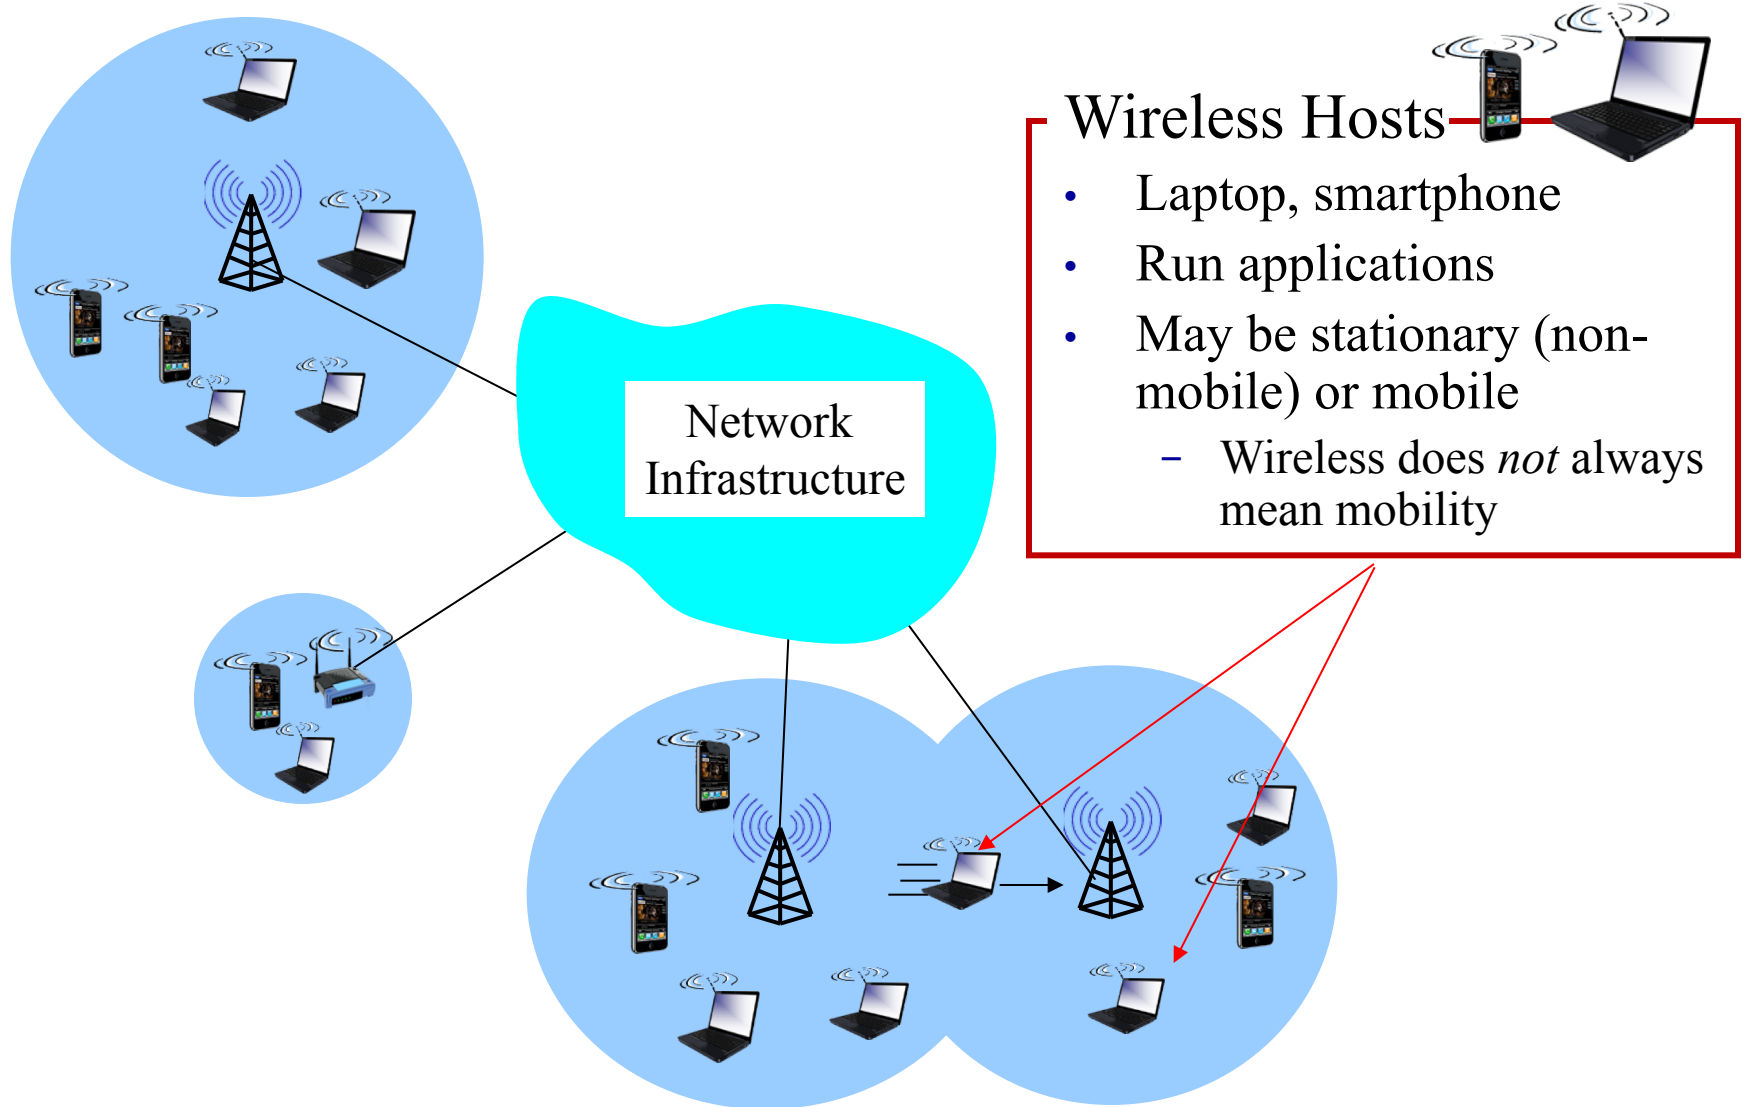 Wireless Hosts
• Laptop, smartphone
• Run applications
• May be stationary (non-
mobile) or mobile
– Wireless does not always
mean mobility
Network
Infrastructure